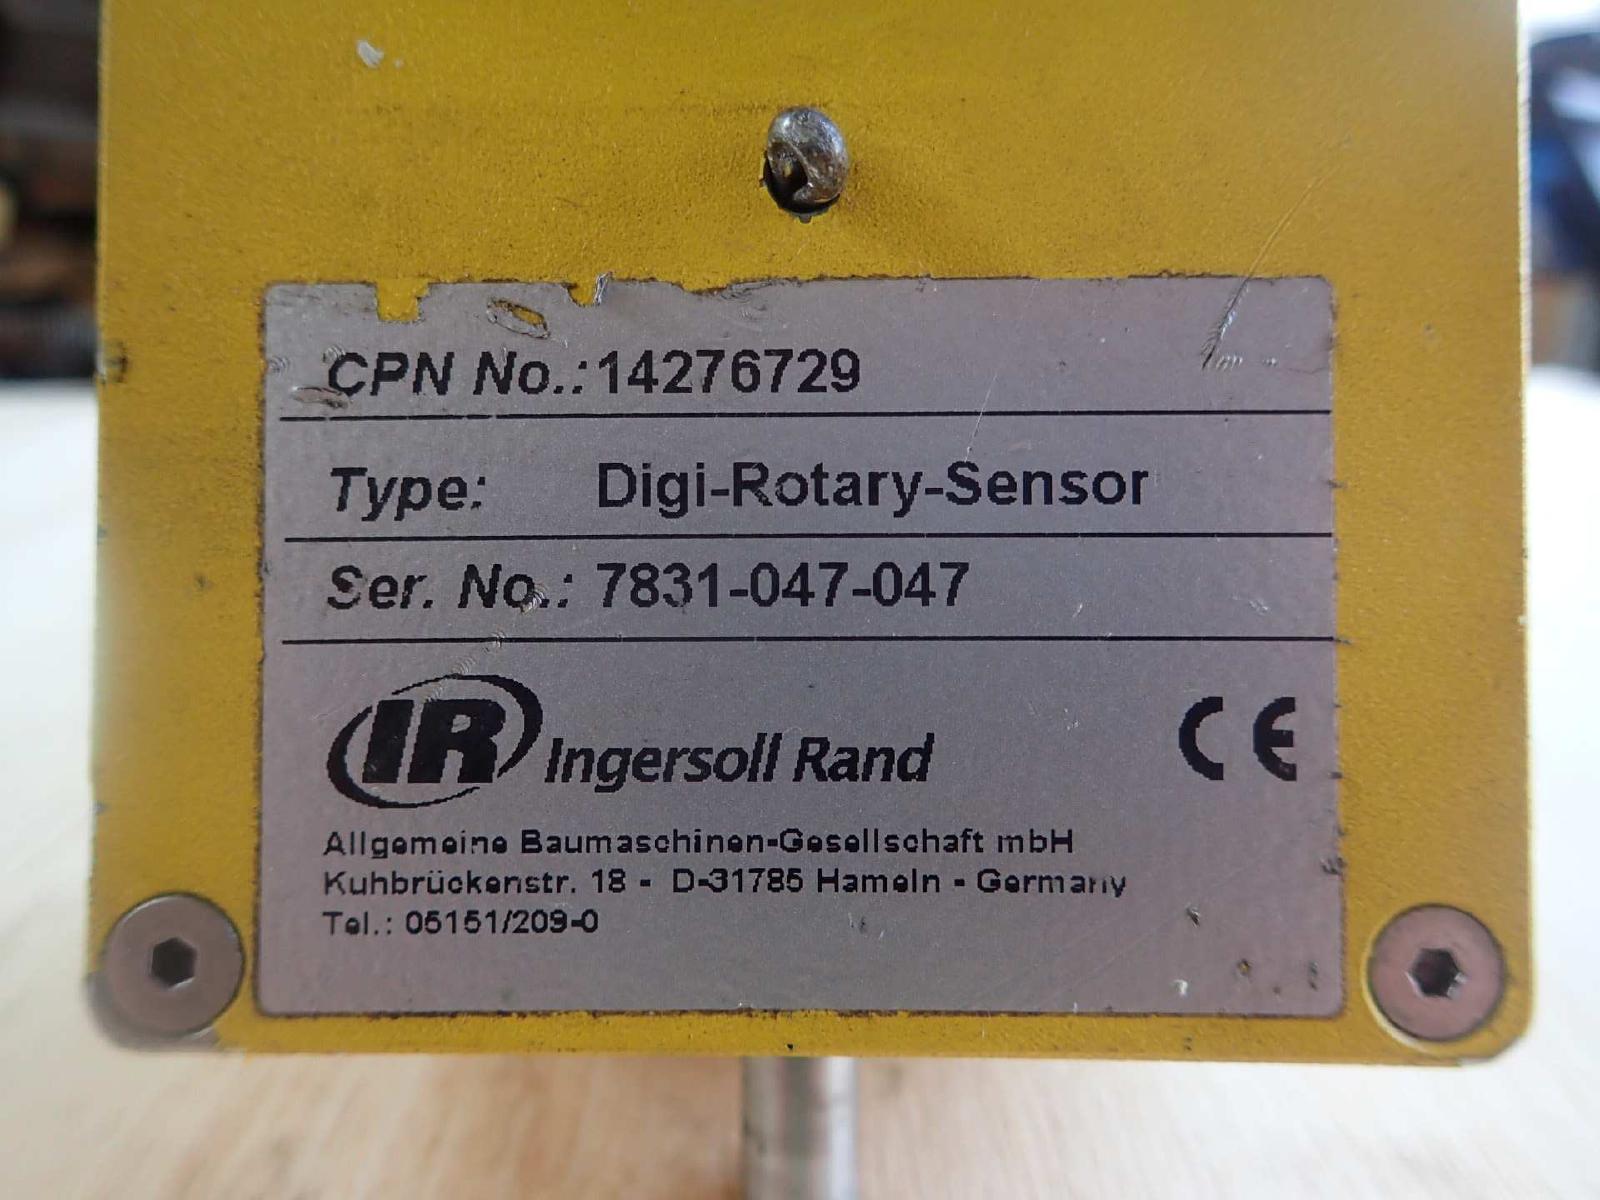 CPN No.: 14276729
Type: Digi-Rotary-Sensor
Ser. No.: 7831-047-047
IR Ingersoll Rand CE
Allgemeine Baumaschinen-Gesellschaft mbH
Kuhbrückenstr. 18 - D-31785 Hameln - Germany
Tel.: 05151/209-0